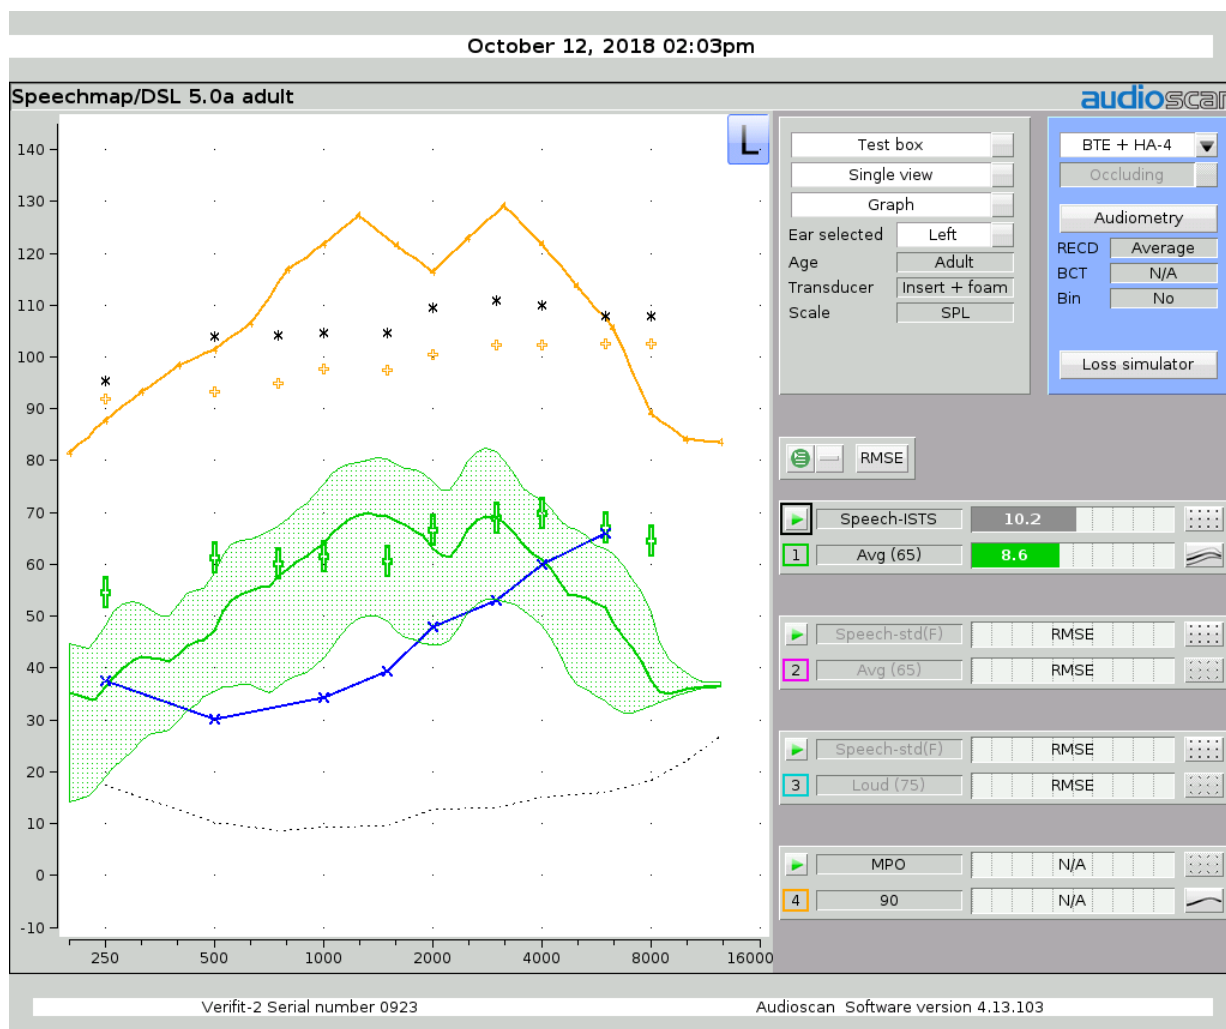 October 12, 2018 02:03pm
Speechmap/DSL 5.0a adult
audioscan
L
140
130
120
110
100
90
80
70
60
50
40
30
20
10
0
-10
250 500 1000 2000 4000 8000 16000
Test box
Single view
Graph
Ear selected Left
Age Adult
Transducer Insert + foam
Scale SPL
BTE + HA-4
Occluding
Audiometry
RECD Average
BCT N/A
Bin No
Loss simulator
RMSE
Speech-ISTS 10.2
1 Avg (65) 8.6
Speech-std(F) RMSE
2 Avg (65) RMSE
Speech-std(F) RMSE
3 Loud (75) RMSE
MPO N/A
4 90 N/A
Verifit-2 Serial number 0923 Audioscan Software version 4.13.103